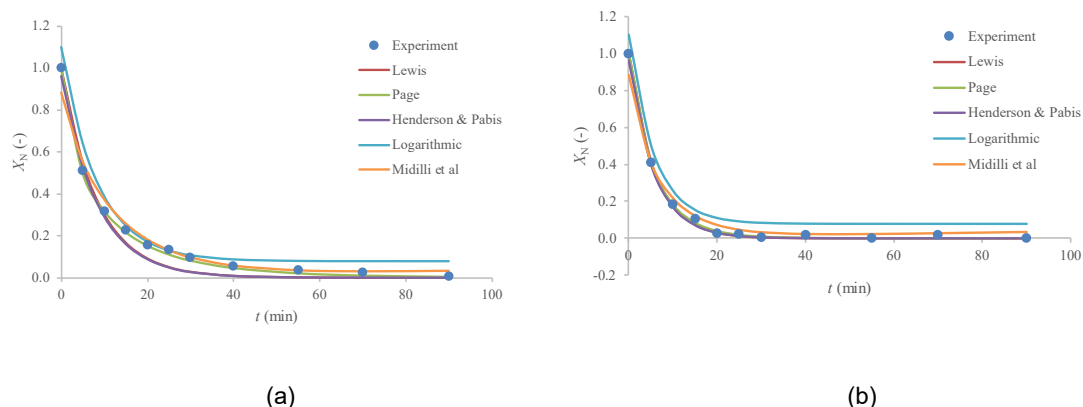 1.2
1.0
0.8
0.6
0.4
0.2
0.0
X_N (-)
0 20 40 60 80 100
t (min)
Experiment
Lewis
Page
Henderson & Pabis
Logarithmic
Midilli et al
(a)
1.2
1.0
0.8
0.6
0.4
0.2
0.0
-0.2
X_N (-)
0 20 40 60 80 100
t (min)
Experiment
Lewis
Page
Henderson & Pabis
Logarithmic
Midilli et al
(b)